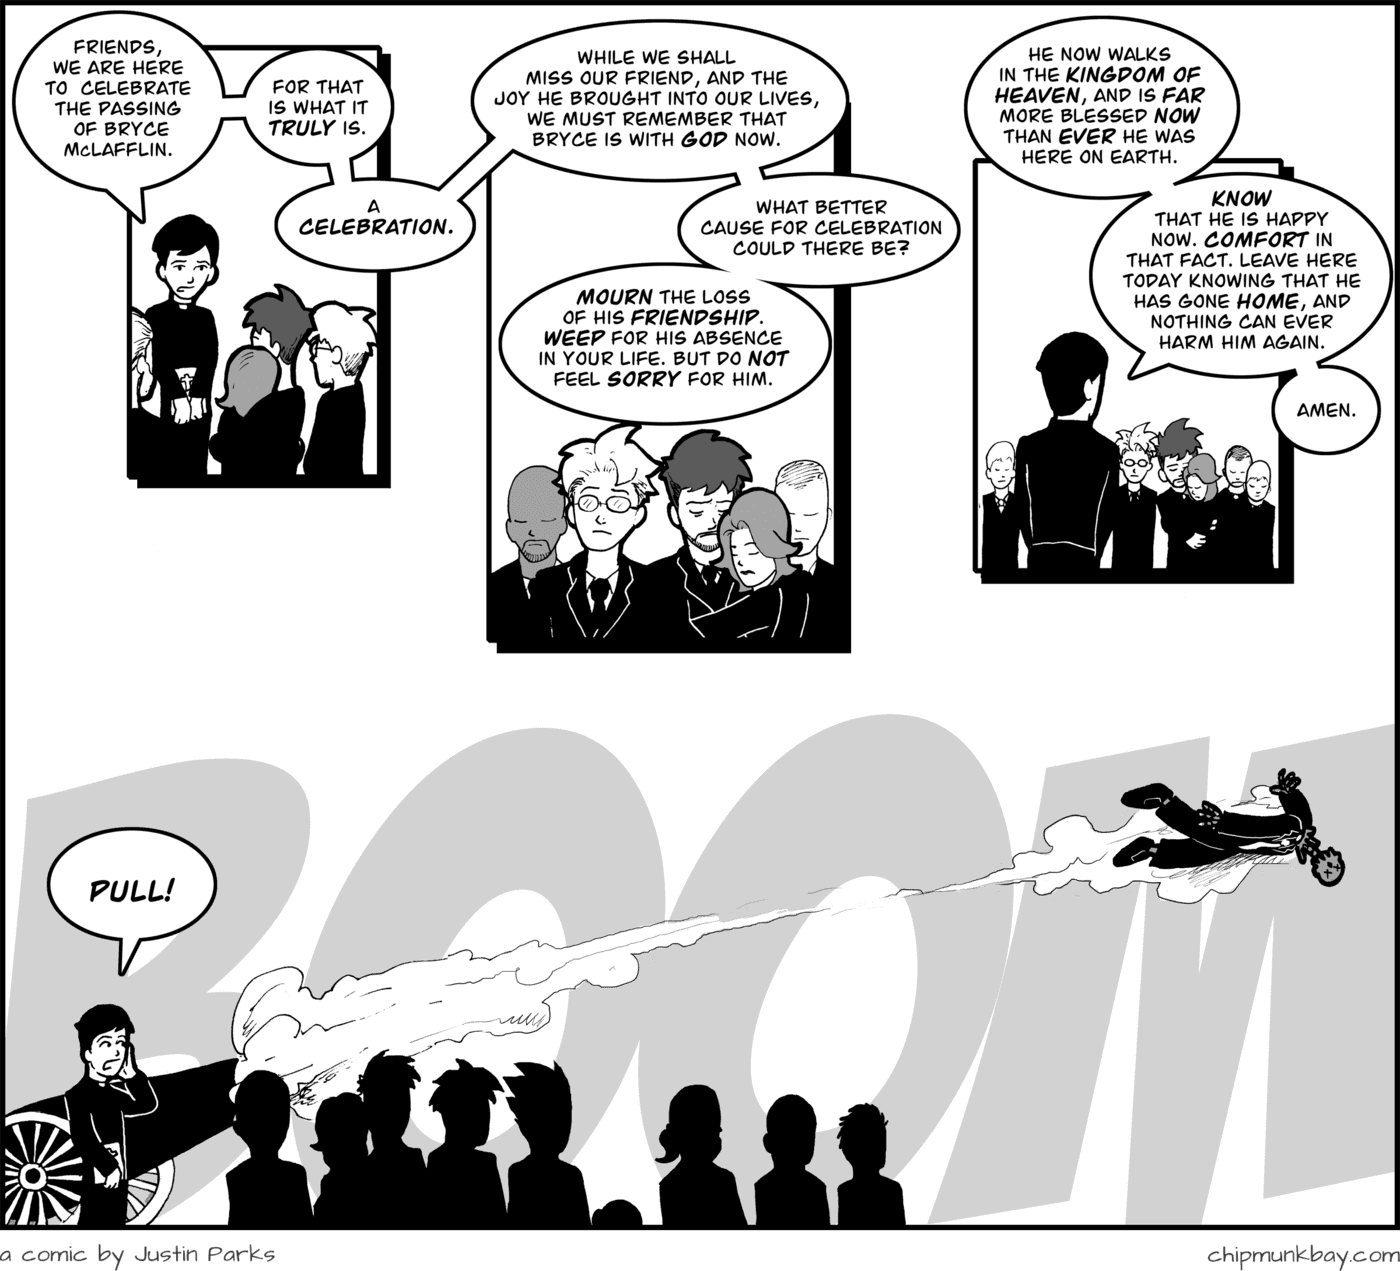 FRIENDS,
WE ARE HERE
TO CELEBRATE
THE PASSING
OF BRYCE
McLAFFLIN.
FOR THAT
IS WHAT IT
TRULY IS.
A
CELEBRATION.
WHILE WE SHALL
MISS OUR FRIEND, AND THE
JOY HE BROUGHT INTO OUR LIVES,
WE MUST REMEMBER THAT
BRYCE IS WITH GOD NOW.
WHAT BETTER
CAUSE FOR CELEBRATION
COULD THERE BE?
MOURN THE LOSS
OF HIS FRIENDSHIP.
WEEP FOR HIS ABSENCE
IN YOUR LIFE. BUT DO NOT
FEEL SORRY FOR HIM.
HE NOW WALKS
IN THE KINGDOM OF
HEAVEN, AND IS FAR
MORE BLESSED NOW
THAN EVER HE WAS
HERE ON EARTH.
KNOW
THAT HE IS HAPPY
NOW. COMFORT IN
THAT FACT. LEAVE HERE
TODAY KNOWING THAT HE
HAS GONE HOME, AND
NOTHING CAN EVER
HARM HIM AGAIN.
AMEN.
PULL!
BOOM
a comic by Justin Parks
chipmunkbay.com